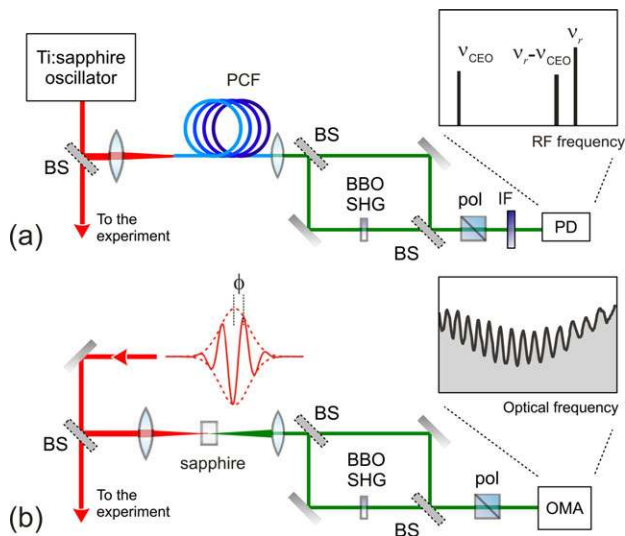 Ti:sapphire
oscillator
PCF
BS
BS
BBO
SHG
BS
pol
IF
PD
ν_CEO
ν_r-ν_CEO
ν_r
RF frequency
To the
experiment
(a)
ϕ
BS
sapphire
BS
BBO
SHG
BS
pol
OMA
Optical frequency
To the
experiment
(b)